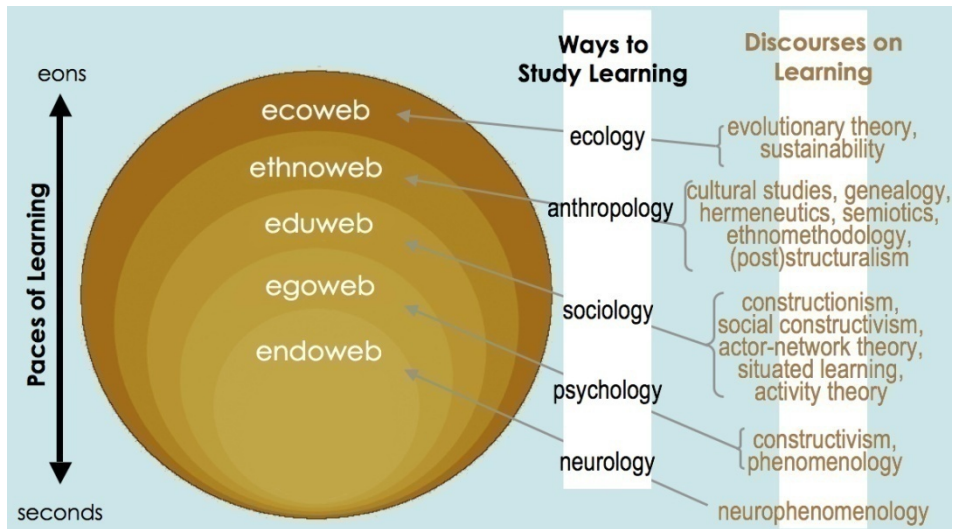 Ways to
Study Learning
Discourses on
Learning
eons
Paces of Learning
seconds
ecoweb
ethnoweb
eduweb
egoweb
endoweb
ecology
anthropology
sociology
psychology
neurology
evolutionary theory,
sustainability
cultural studies, genealogy,
hermeneutics, semiotics,
ethnomethodology,
(post)structuralism
constructionism,
social constructivism,
actor-network theory,
situated learning,
activity theory
constructivism,
phenomenology
neurophenomenology